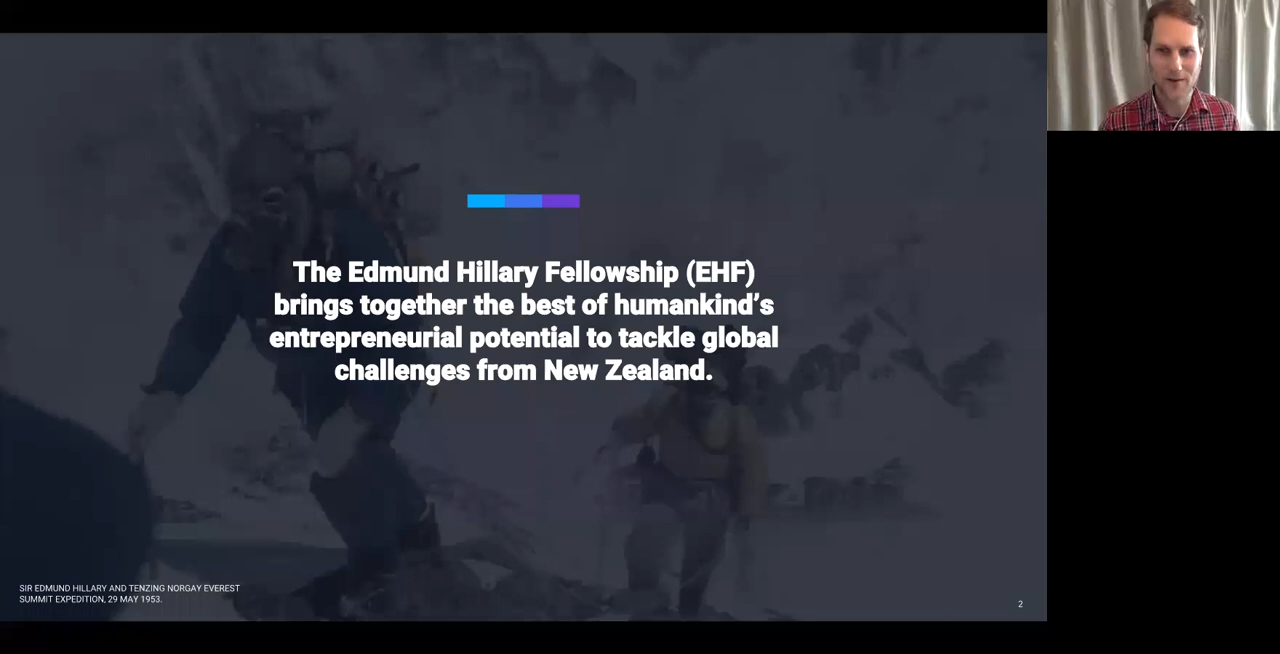 The Edmund Hillary Fellowship (EHF)
brings together the best of humankind’s
entrepreneurial potential to tackle global
challenges from New Zealand.
SIR EDMUND HILLARY AND TENZING NORGAY EVEREST
SUMMIT EXPEDITION, 29 MAY 1953.
2